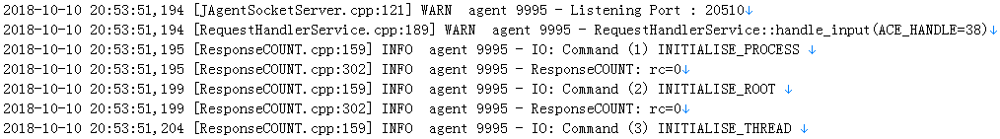 2018-10-10 20:53:51,194 [JAgentSocketServer.cpp:121] WARN  agent 9995 - Listening Port : 20510↓
2018-10-10 20:53:51,194 [RequestHandlerService.cpp:189] WARN  agent 9995 - RequestHandlerService::handle_input(ACE_HANDLE=38)↓
2018-10-10 20:53:51,195 [ResponseCOUNT.cpp:159] INFO  agent 9995 - IO: Command (1) INITIALISE_PROCESS ↓
2018-10-10 20:53:51,195 [ResponseCOUNT.cpp:302] INFO  agent 9995 - ResponseCOUNT: rc=0↓
2018-10-10 20:53:51,199 [ResponseCOUNT.cpp:159] INFO  agent 9995 - IO: Command (2) INITIALISE_ROOT ↓
2018-10-10 20:53:51,199 [ResponseCOUNT.cpp:302] INFO  agent 9995 - ResponseCOUNT: rc=0↓
2018-10-10 20:53:51,204 [ResponseCOUNT.cpp:159] INFO  agent 9995 - IO: Command (3) INITIALISE_THREAD ↓